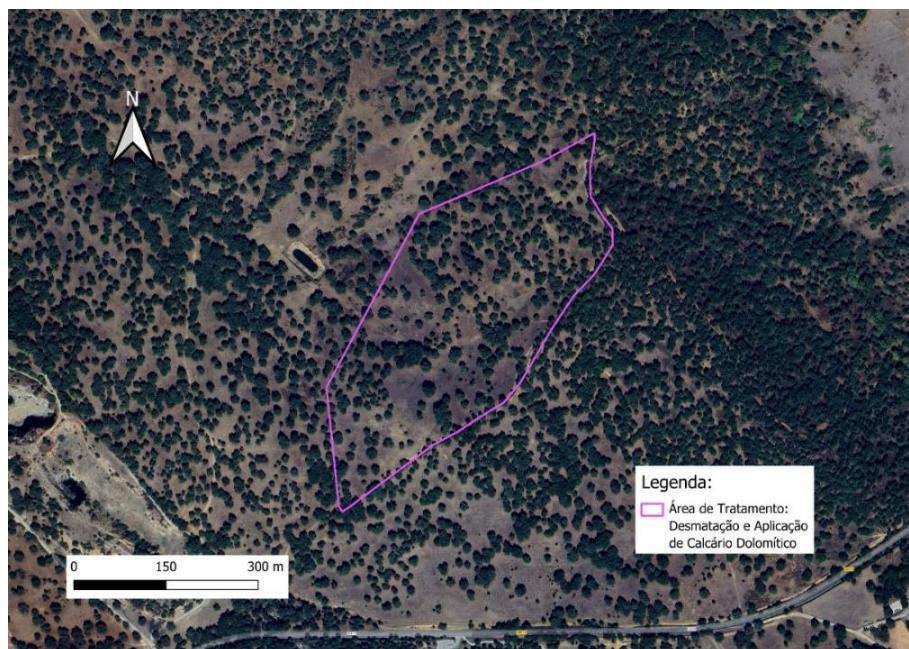 N
Legenda:
Área de Tratamento:
Desmatação e Aplicação
de Calcário Dolomítico
0 150 300 m